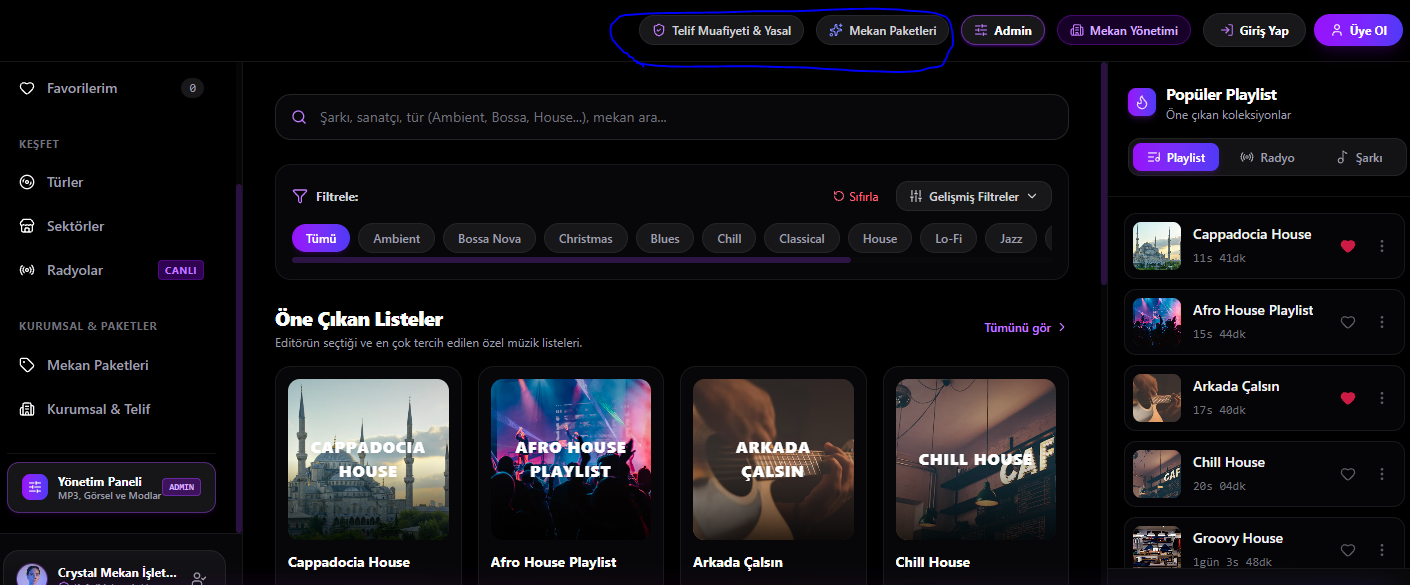 Telif Muafiyeti & Yasal
Mekan Paketleri
Admin
Mekan Yönetimi
Giriş Yap
Üye Ol
Favorilerim
0
KEŞFET
Türler
Sektörler
Radyolar
CANLI
KURUMSAL & PAKETLER
Mekan Paketleri
Kurumsal & Telif
Yönetim Paneli
MP3, Görsel ve Modlar
ADMIN
Crystal Mekan İşlet...
Şarkı, sanatçı, tür (Ambient, Bossa, House...), mekan ara...
Filtrele:
Sıfırla
Gelişmiş Filtreler
Tümü
Ambient
Bossa Nova
Christmas
Blues
Chill
Classical
House
Lo-Fi
Jazz
Öne Çıkan Listeler
Editörün seçtiği ve en çok tercih edilen özel müzik listeleri.
Tümünü gör
CAPPADOCIA
HOUSE
Cappadocia House
AFRO HOUSE
PLAYLIST
Afro House Playlist
ARKADA
ÇALSIN
Arkada Çalsın
CHILL HOUSE
CAF
Chill House
Popüler Playlist
Öne çıkan koleksiyonlar
Playlist
Radyo
Şarkı
Cappadocia House
11s 41dk
Afro House Playlist
15s 44dk
Arkada Çalsın
17s 40dk
CAF
Chill House
20s 04dk
Groovy House
1gün 3s 48dk